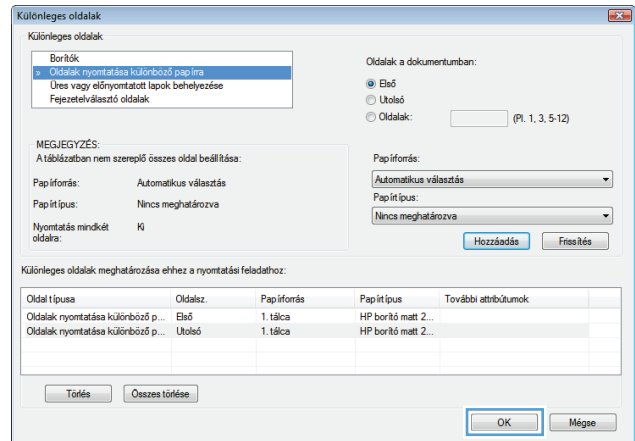 Különleges oldalak
Különleges oldalak
Borítók
» Oldalak nyomtatása különböző papírra
Üres vagy előnyomtatott lapok behelyezése
Fejezetelválasztó oldalak
Oldalak a dokumentumban:
Első
Utolsó
Oldalak: (Pl. 1, 3, 5-12)
MEGJEGYZÉS:
A táblázatban nem szereplő összes oldal beállítása:
Papírforrás: Automatikus választás
Papírtípus: Nincs meghatározva
Nyomtatás mindkét oldalra: Ki
Papírforrás:
Automatikus választás
Papírtípus:
Nincs meghatározva
Hozzáadás Frissítés
Különleges oldalak meghatározása ehhez a nyomtatási feladathoz:
Oldal típusa Oldalsz. Papírforrás Papírtípus További attribútumok
Oldalak nyomtatása különböző p... Első 1. tálca HP borító matt 2...
Oldalak nyomtatása különböző p... Utolsó 1. tálca HP borító matt 2...
Törlés Összes törlése
OK Mégse